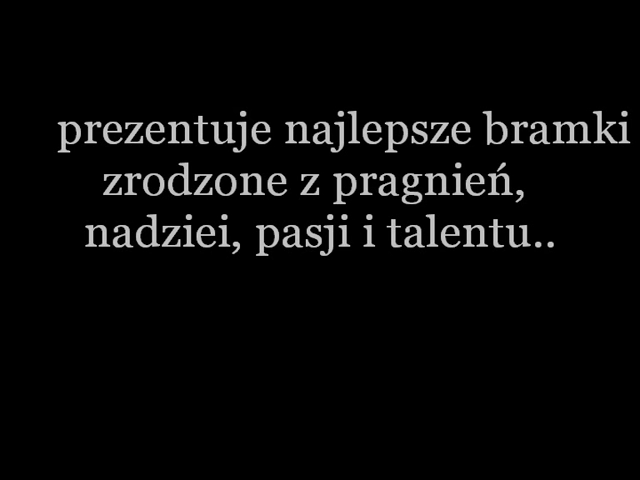 prezentuje najlepsze bramki
zrodzone z pragnień,
nadziei, pasji i talentu..